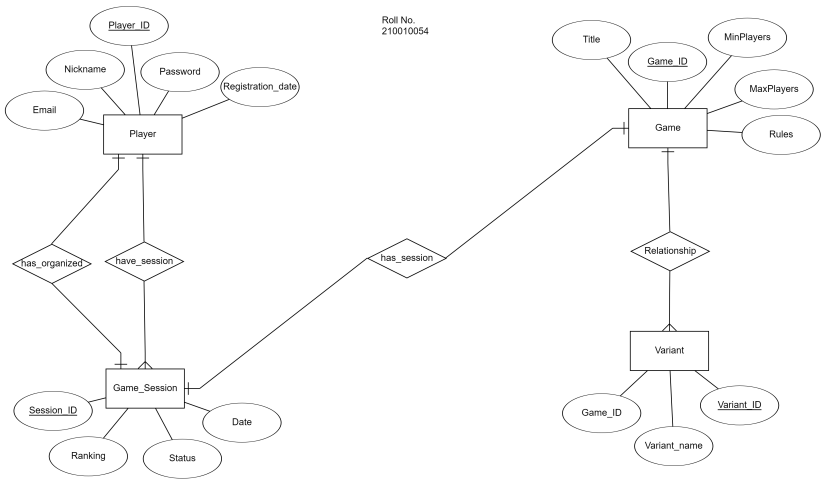 Roll No.
210010054
Player_ID
Nickname
Password
Registration_date
Email
Player
Title
MinPlayers
Game_ID
MaxPlayers
Game
Rules
has_organized
have_session
has_session
Relationship
Game_Session
Session_ID
Ranking
Status
Date
Variant
Game_ID
Variant_ID
Variant_name